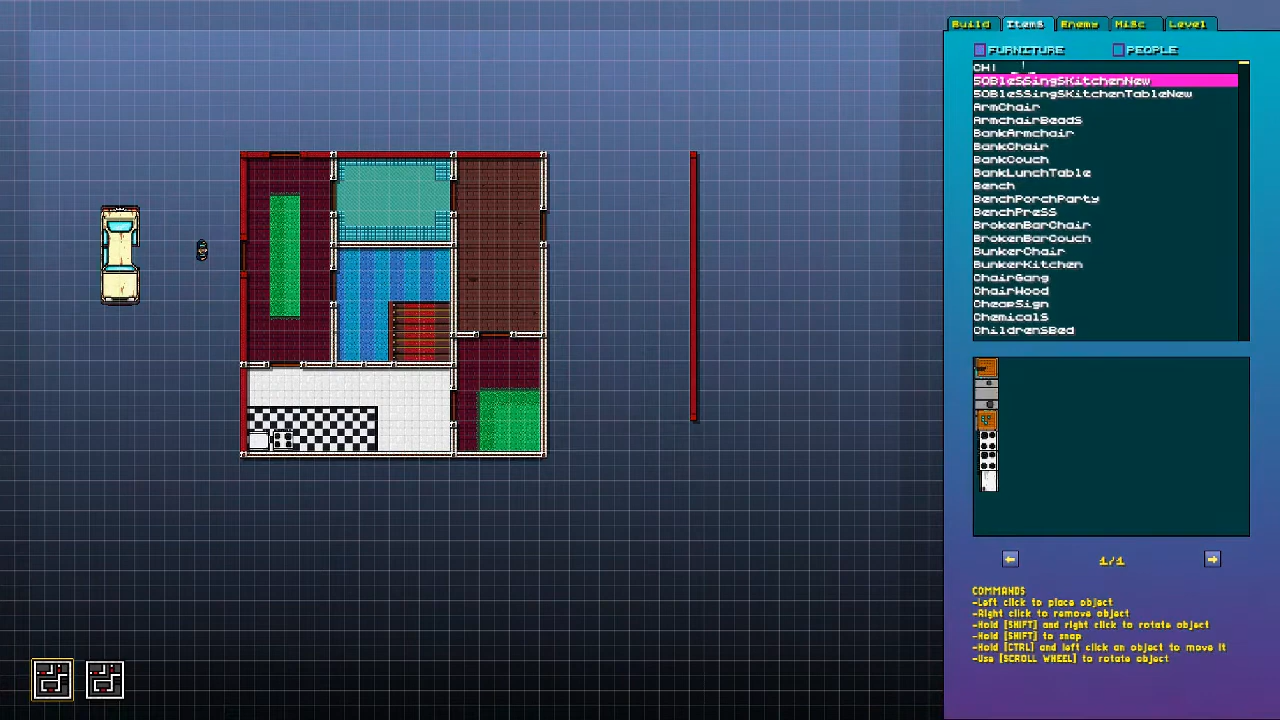 Build Items Enemy Misc Level
FURNITURE PEOPLE
CH!
50BleSSingSKitchenNew
50BleSSingSKitchenTableNew
ArmChair
ArmchairBeadS
BankArmchair
BankChair
BankCouch
BankLunchTable
Bench
BenchPorchParty
BenchPreSS
BrokenBarChair
BrokenBarCouch
BunkerChair
BunkerKitchen
ChairGang
ChairWood
CheapSign
ChemicalS
ChildrenSBed
1/1
COMMANDS
-Left click to place object
-Right click to remove object
-Hold [SHIFT] and right click to rotate object
-Hold [SHIFT] to snap
-Hold [CTRL] and left click an object to move it
-Use [SCROLL WHEEL] to rotate object